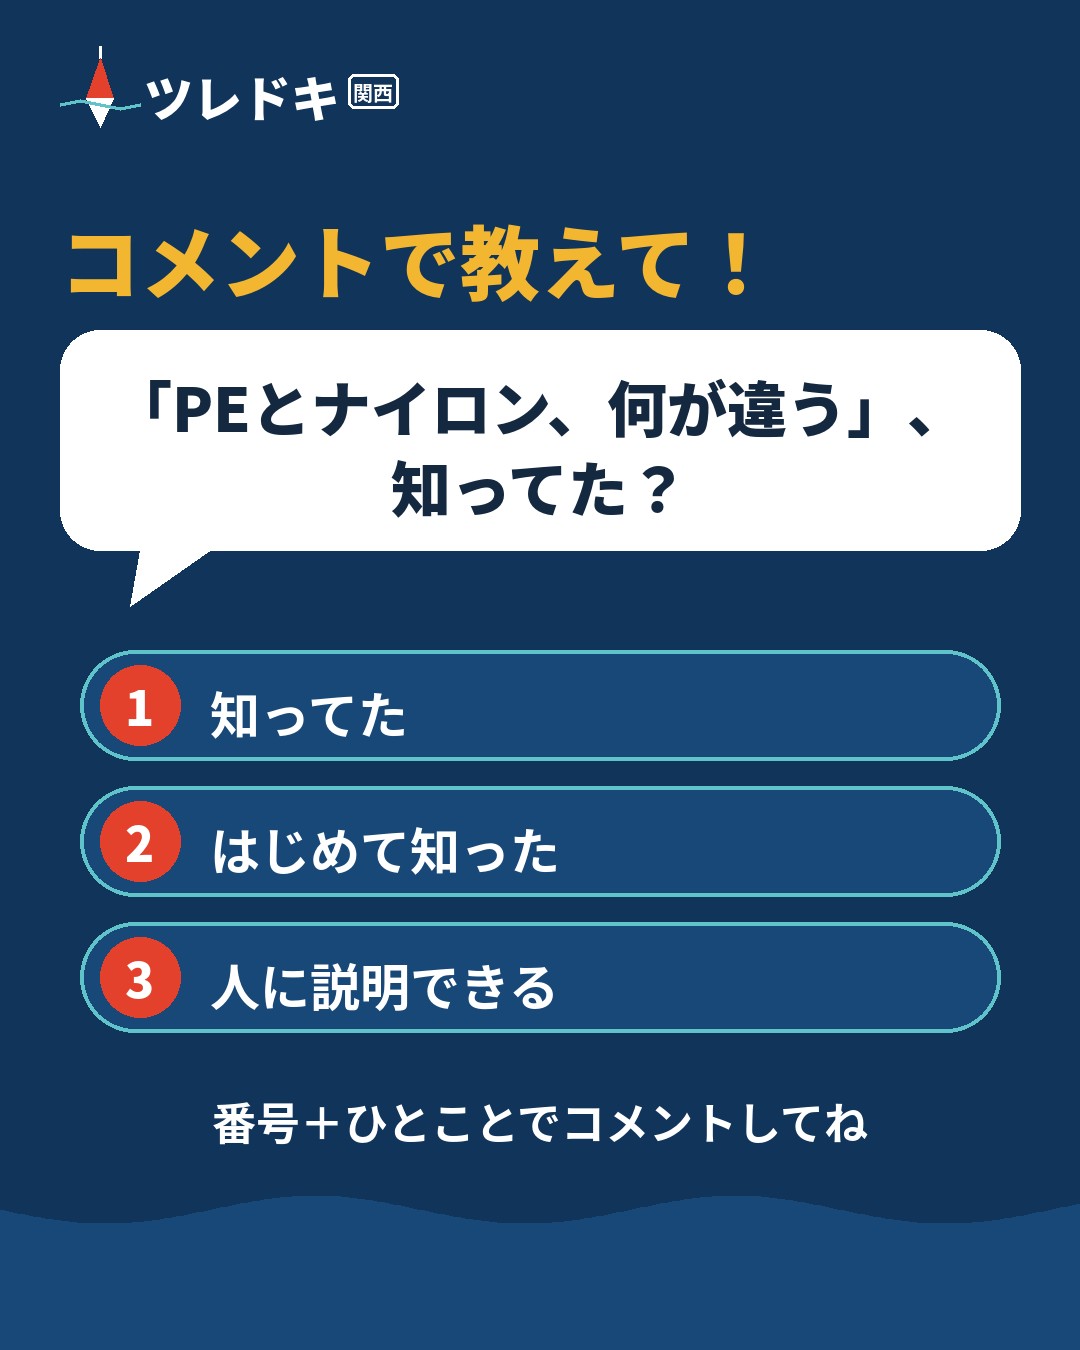 ツレドキ 関西
コメントで教えて！
「PEとナイロン、何が違う」、
知ってた？
1 知ってた
2 はじめて知った
3 人に説明できる
番号＋ひとことでコメントしてね